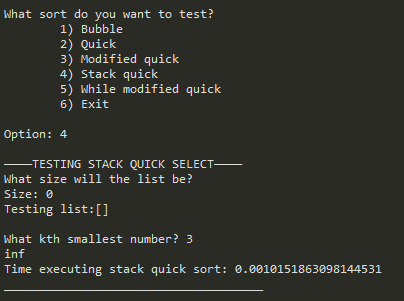 What sort do you want to test?
1) Bubble
2) Quick
3) Modified quick
4) Stack quick
5) While modified quick
6) Exit
Option: 4
————TESTING STACK QUICK SELECT————
What size will the list be?
Size: 0
Testing list:[]
What kth smallest number? 3
inf
Time executing stack quick sort: 0.0010151863098144531